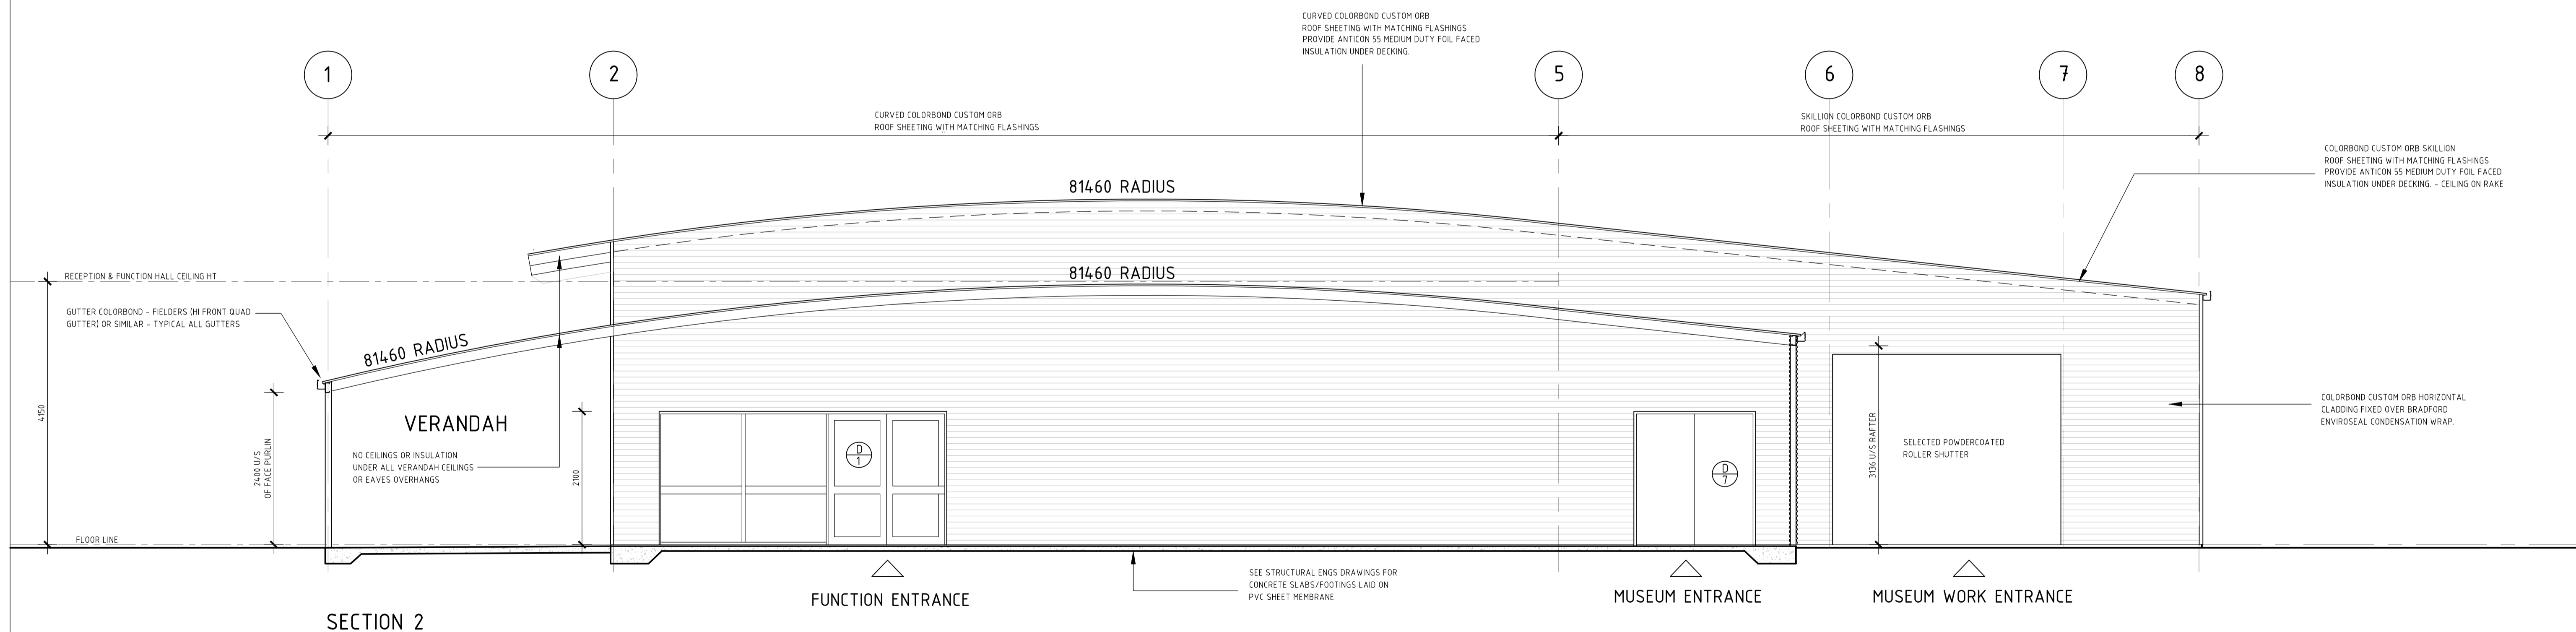 CURVED COLORBOND CUSTOM ORB
ROOF SHEETING WITH MATCHING FLASHINGS
PROVIDE ANTICON 55 MEDIUM DUTY FOIL FACED
INSULATION UNDER DECKING.
1
2
5
6
7
8
CURVED COLORBOND CUSTOM ORB
ROOF SHEETING WITH MATCHING FLASHINGS
SKILLION COLORBOND CUSTOM ORB
ROOF SHEETING WITH MATCHING FLASHINGS
COLORBOND CUSTOM ORB SKILLION
ROOF SHEETING WITH MATCHING FLASHINGS
PROVIDE ANTICON 55 MEDIUM DUTY FOIL FACED
INSULATION UNDER DECKING. - CEILING ON RAKE
81460 RADIUS
RECEPTION & FUNCTION HALL CEILING HT
81460 RADIUS
GUTTER COLORBOND - FIELDERS (HI FRONT QUAD
GUTTER) OR SIMILAR - TYPICAL ALL GUTTERS
81460 RADIUS
4150
2400 U/S
OF FACE PURLIN
VERANDAH
NO CEILINGS OR INSULATION
UNDER ALL VERANDAH CEILINGS
OR EAVES OVERHANGS
2100
D
1
D
7
3136 U/S RAFTER
SELECTED POWDERCOATED
ROLLER SHUTTER
COLORBOND CUSTOM ORB HORIZONTAL
CLADDING FIXED OVER BRADFORD
ENVIROSEAL CONDENSATION WRAP.
FLOOR LINE
SEE STRUCTURAL ENGS DRAWINGS FOR
CONCRETE SLABS/FOOTINGS LAID ON
PVC SHEET MEMBRANE
FUNCTION ENTRANCE
MUSEUM ENTRANCE
MUSEUM WORK ENTRANCE
SECTION 2